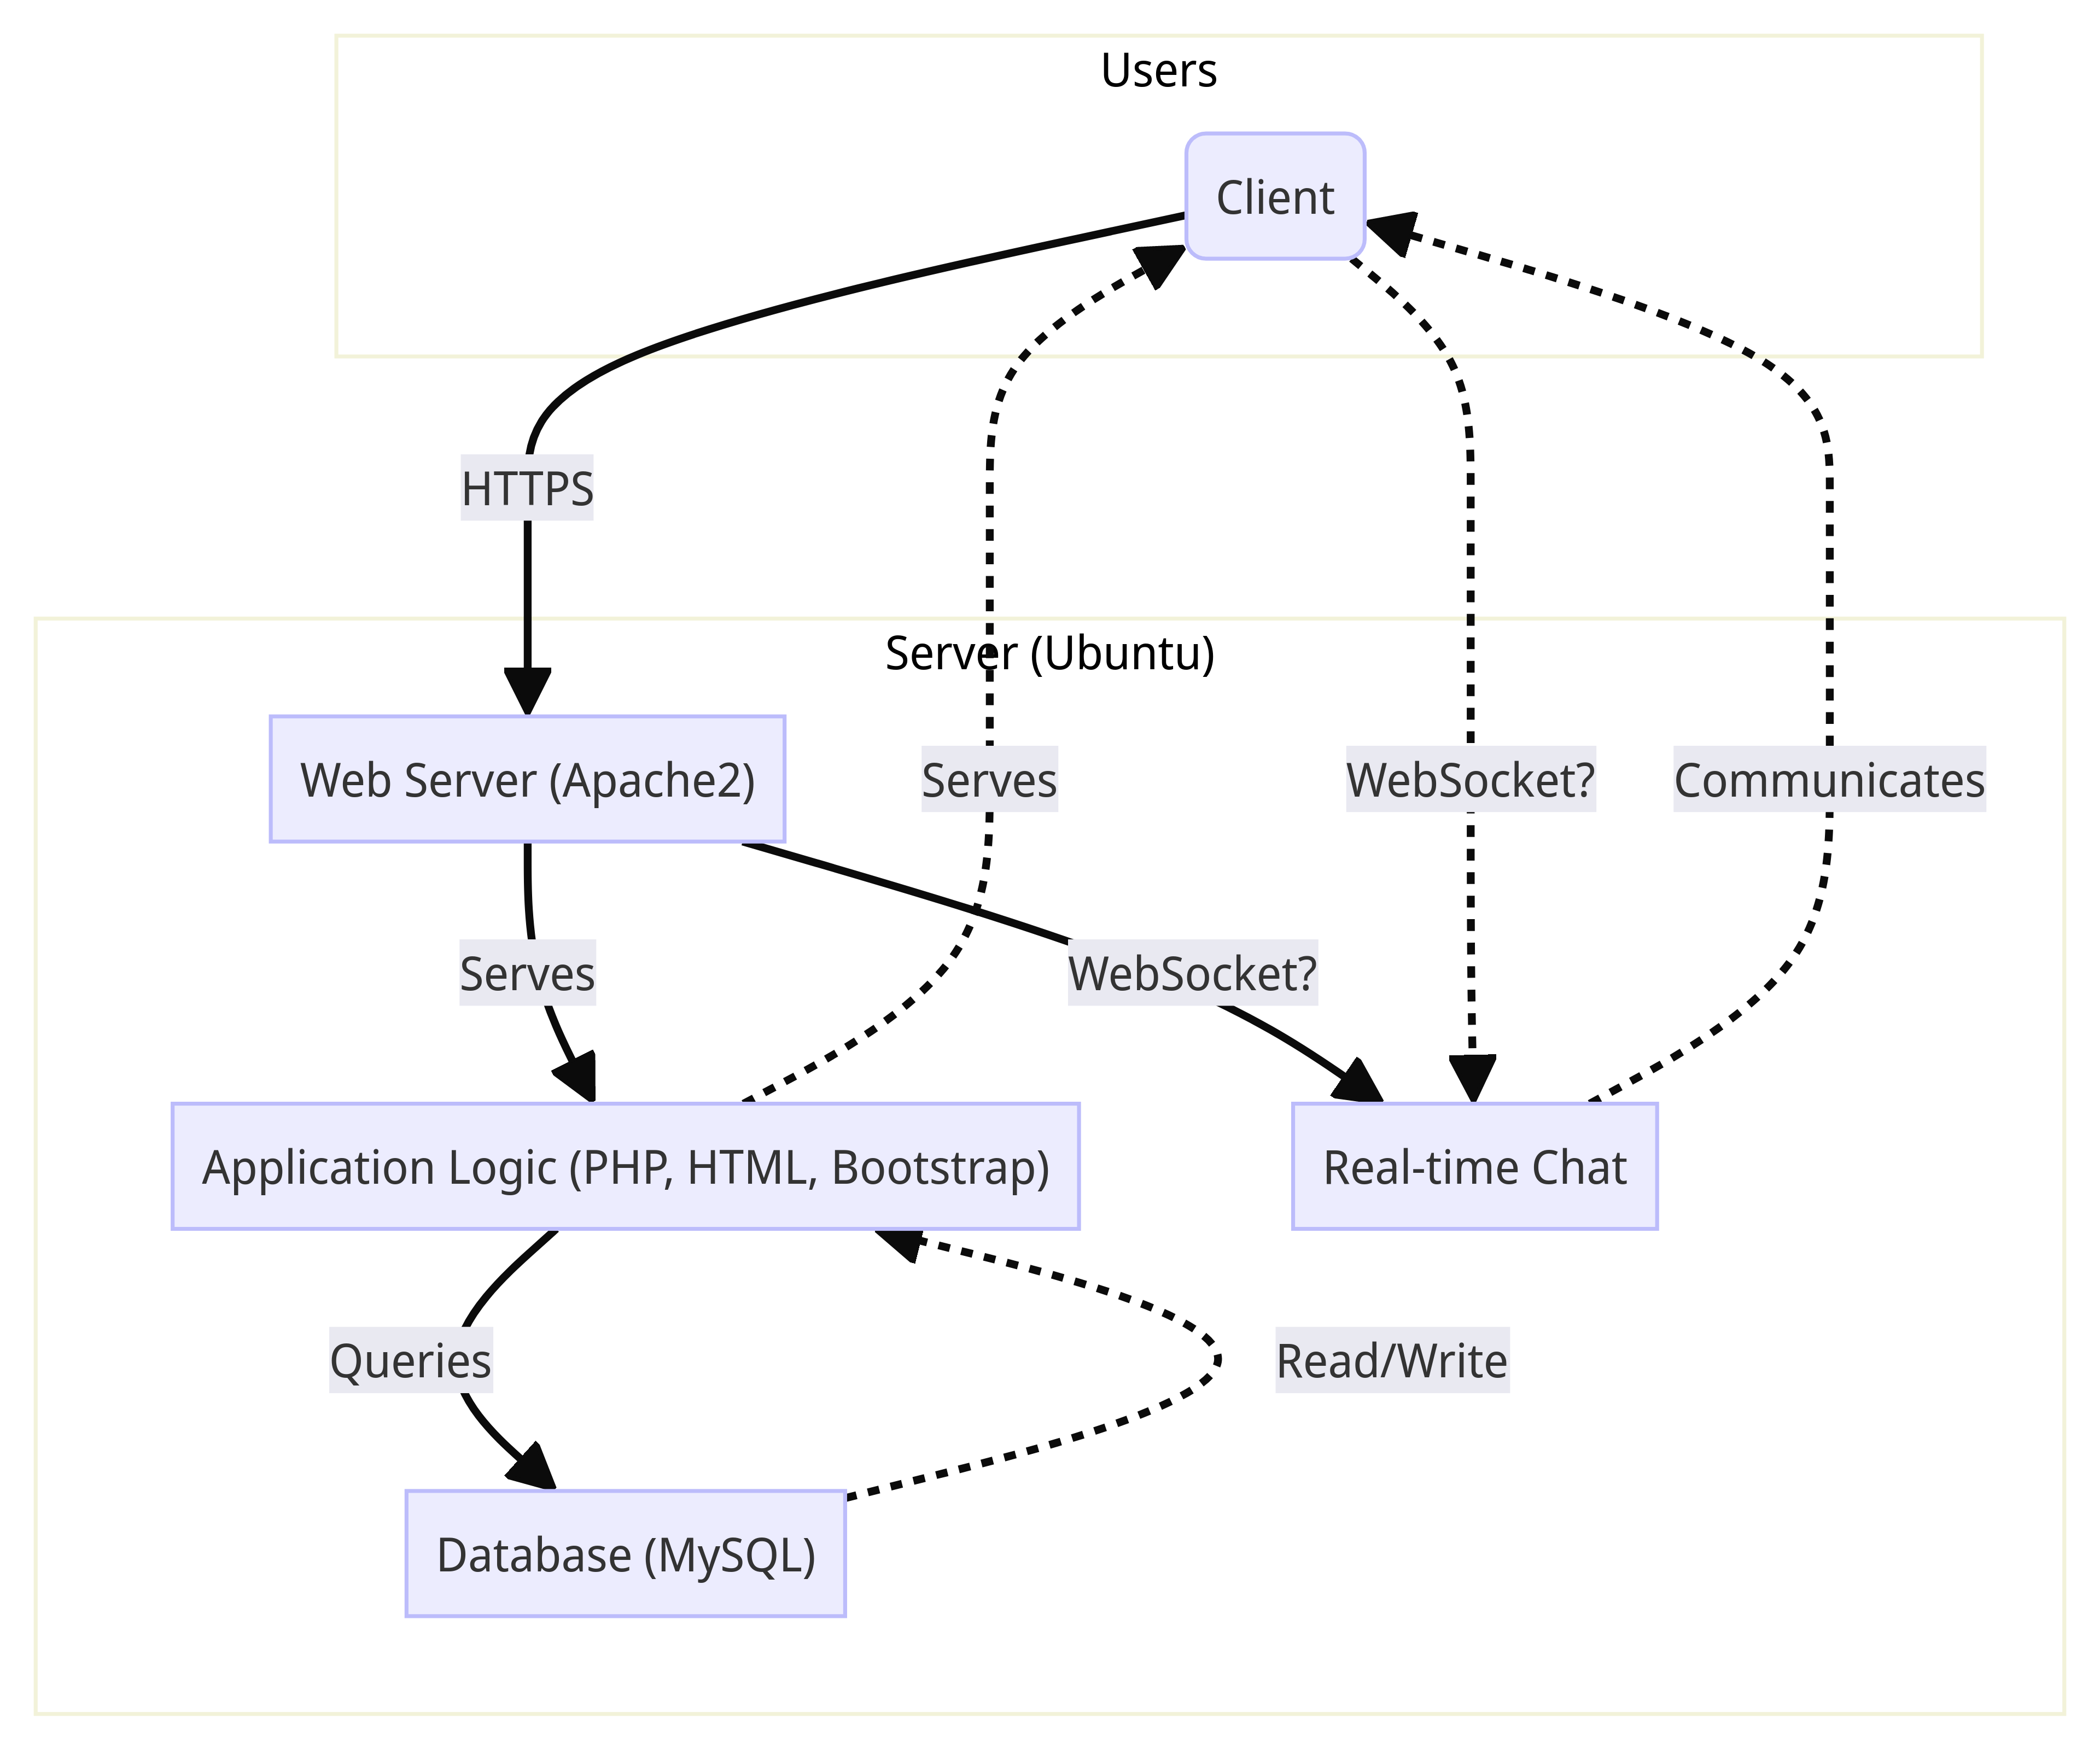 Users
Client
HTTPS
Server (Ubuntu)
Web Server (Apache2)
Serves
WebSocket?
Communicates
Serves
WebSocket?
Application Logic (PHP, HTML, Bootstrap)
Real-time Chat
Queries
Read/Write
Database (MySQL)